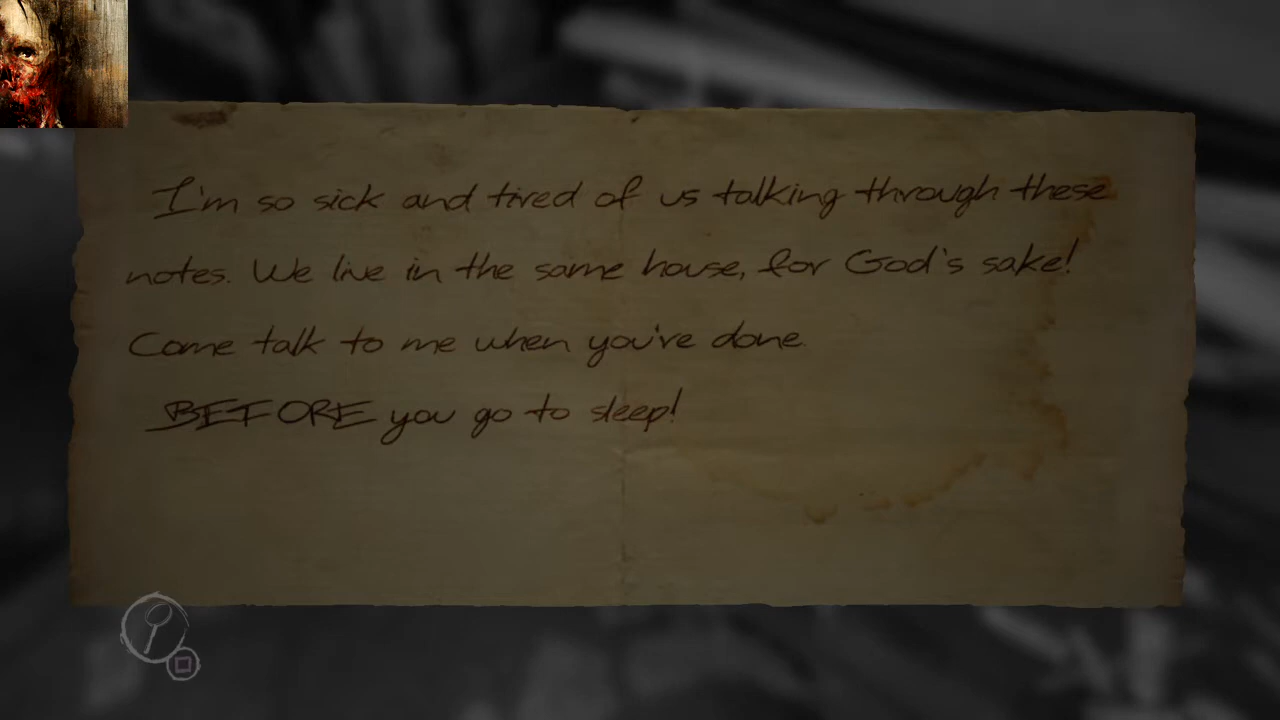 I'm so sick and tired of us talking through these
notes. We live in the same house, for God's sake!
Come talk to me when you're done.
BEFORE you go to sleep!